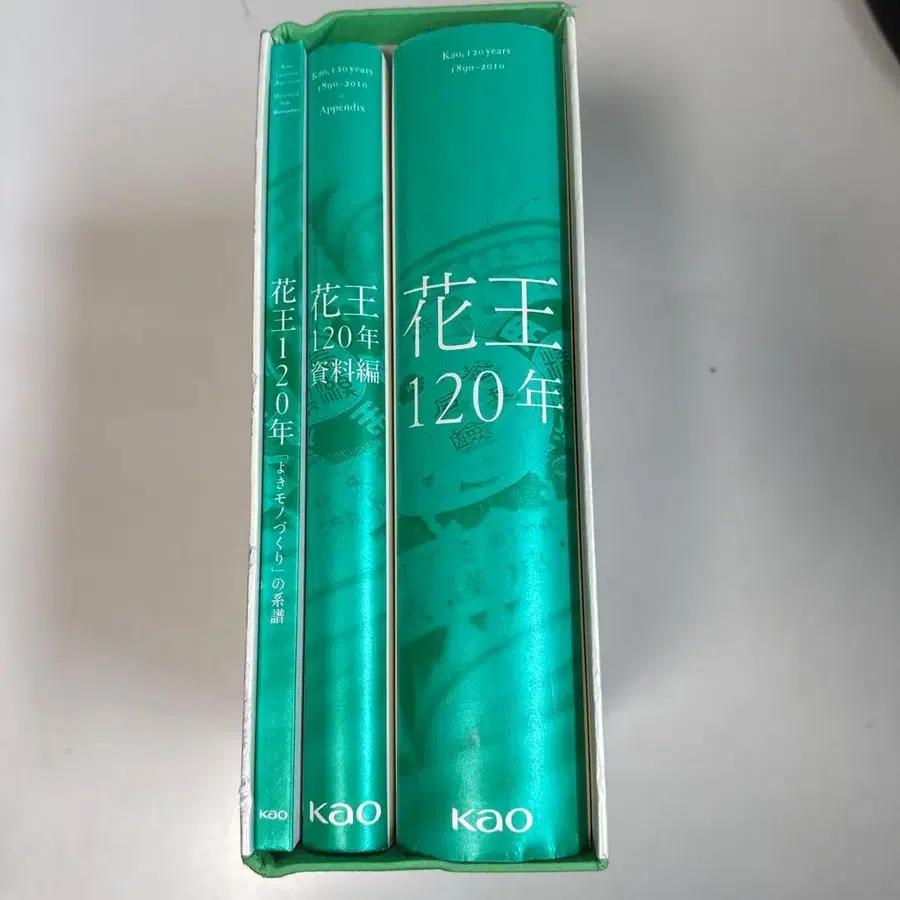 Kao
花王120年「よきモノづくり」の系譜
Kao
Kao, 120 years
1890–2010
–
Appendix
花王
120年
資料編
Kao
Kao, 120 years
1890–2010
花王
120年
Kao